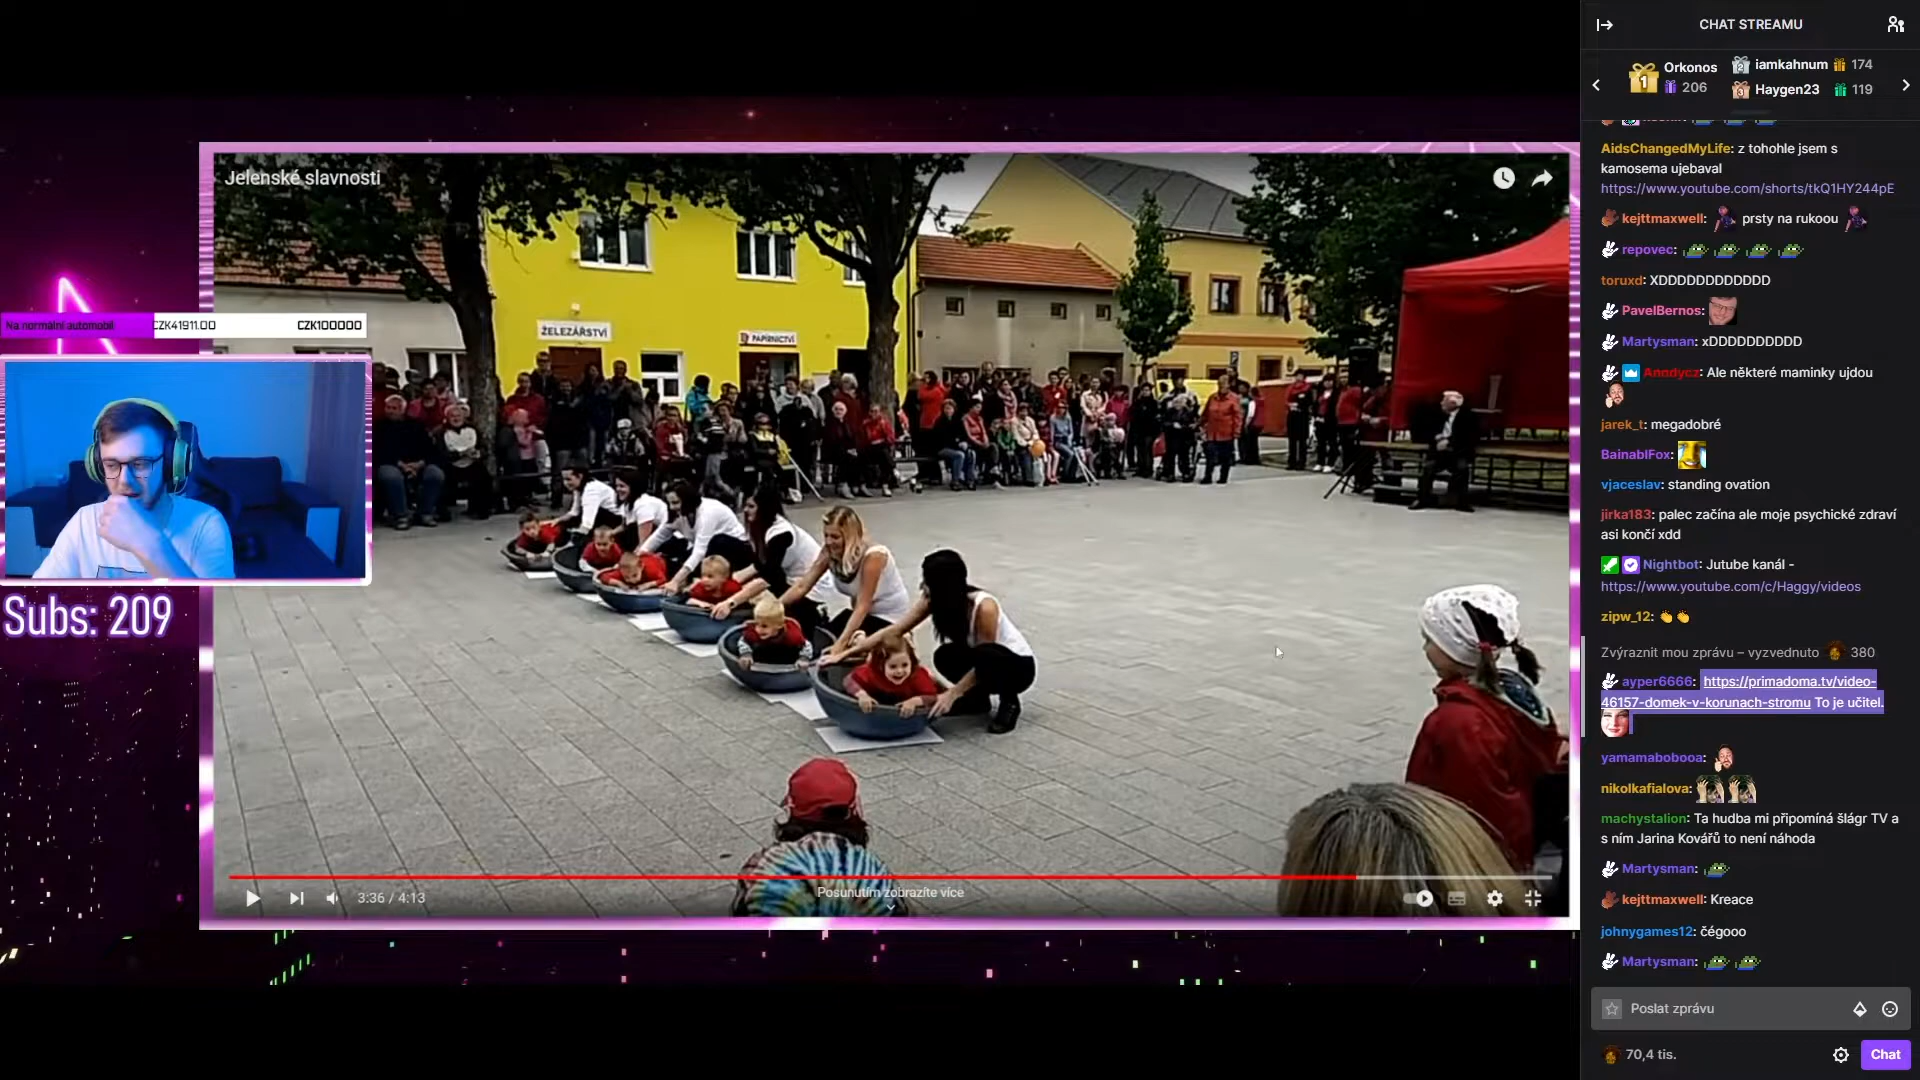 Jelenské slavnosti
ŽELEZÁŘSTVÍ
PAPÍRNICTVÍ
Na normální automobil
CZK41911.00
CZK100000
Subs: 209
Posunutím zobrazíte více
3:36 / 4:13
CHAT STREAMU
1
Orkonos
206
iamkahnum 174
Haygen23 119
AidsChangedMyLife: z tohohle jsem s
kamosema ujebaval
https://www.youtube.com/shorts/tkQ1HY244pE
kejttmaxwell: prsty na rukoou
repovec:
toruxd: XDDDDDDDDDDDD
PavelBernos:
Martysman: xDDDDDDDDDD
Anndycz: Ale některé maminky ujdou
jarek_t: megadobré
BainablFox:
vjaceslav: standing ovation
jirka183: palec začína ale moje psychické zdraví
asi končí xdd
Nightbot: Jutube kanál -
https://www.youtube.com/c/Haggy/videos
zipw_12:
Zvýraznit mou zprávu – vyzvednuto 380
ayper6666: https://primadoma.tv/video-
46157-domek-v-korunach-stromu To je učitel.
yamamabobooa:
nikolkafialova:
machystalion: Ta hudba mi připomíná šlágr TV a
s ním Jarina Kovářů to není náhoda
Martysman:
kejttmaxwell: Kreace
johnygames12: čégooo
Martysman:
Poslat zprávu
70,4 tis.
Chat